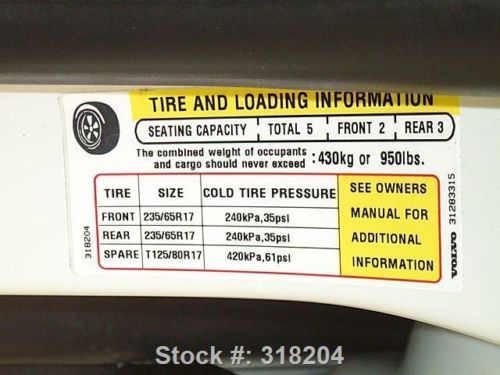 TIRE AND LOADING INFORMATION
SEATING CAPACITY TOTAL 5 FRONT 2 REAR 3
The combined weight of occupants
and cargo should never exceed :430kg or 950lbs.
TIRE SIZE COLD TIRE PRESSURE
FRONT 235/65R17 240kPa,35psi
REAR 235/65R17 240kPa,35psi
SPARE T125/80R17 420kPa,61psi
SEE OWNERS
MANUAL FOR
ADDITIONAL
INFORMATION
318204
VOLVO 31283315
Stock #: 318204